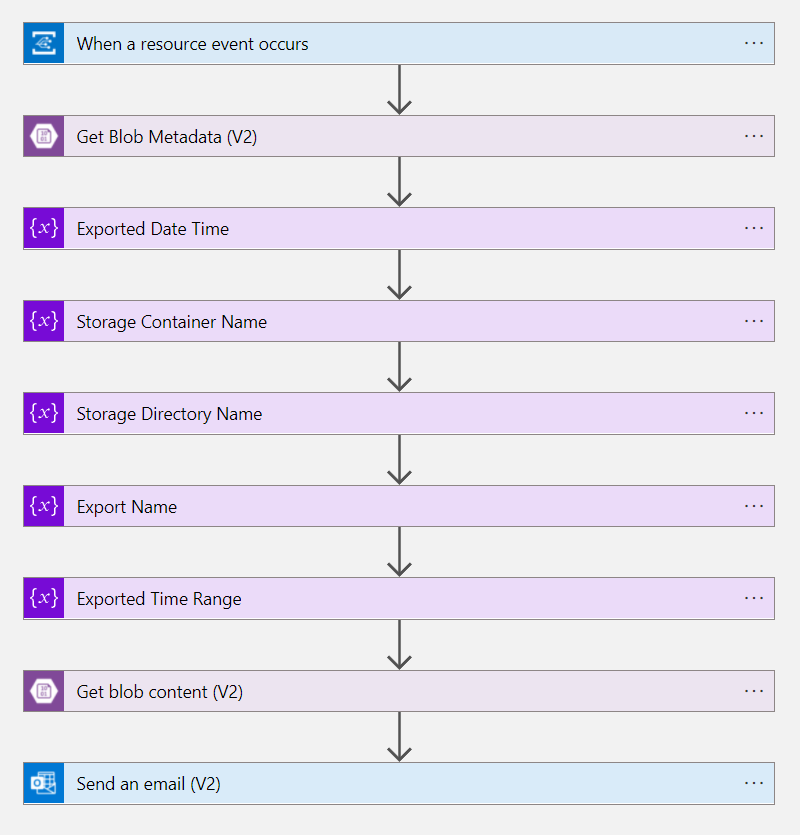 When a resource event occurs
Get Blob Metadata (V2)
Exported Date Time
Storage Container Name
Storage Directory Name
Export Name
Exported Time Range
Get blob content (V2)
Send an email (V2)